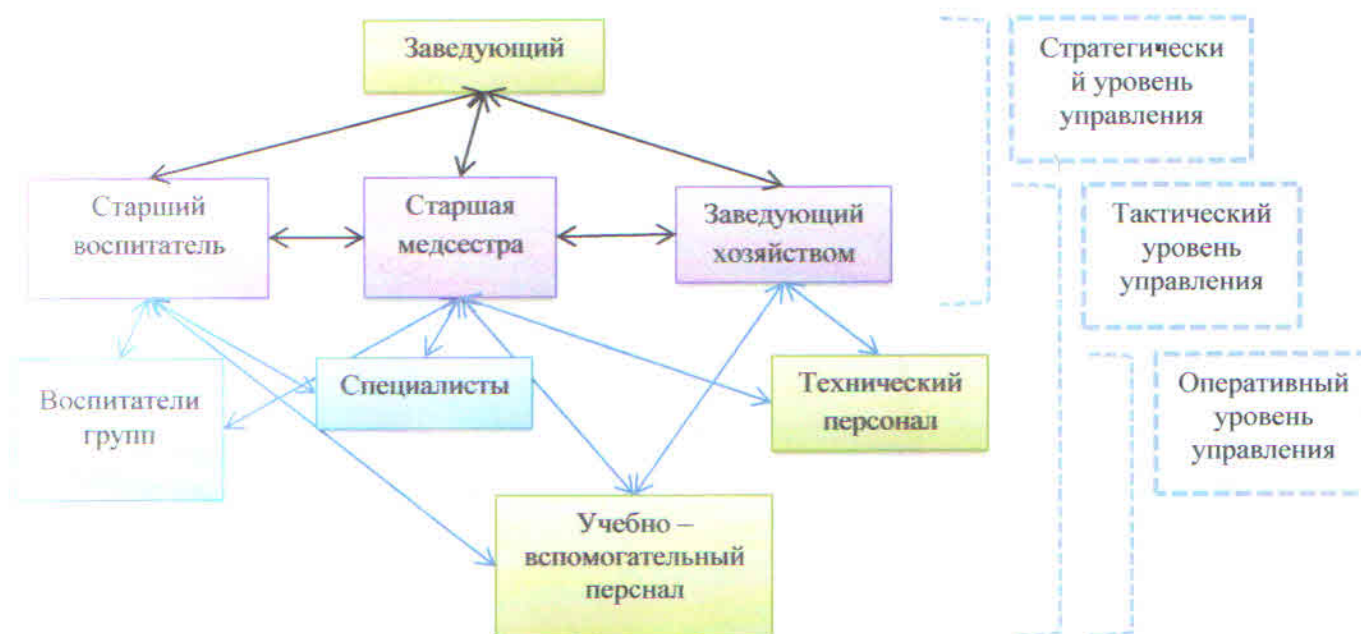 Заведующий
Стратегически
й уровень
управления
Старший
воспитатель
Старшая
медсестра
Заведующий
хозяйством
Тактический
уровень
управления
Воспитатели
групп
Специалисты
Технический
персонал
Оперативный
уровень
управления
Учебно –
вспомогательный
перснал